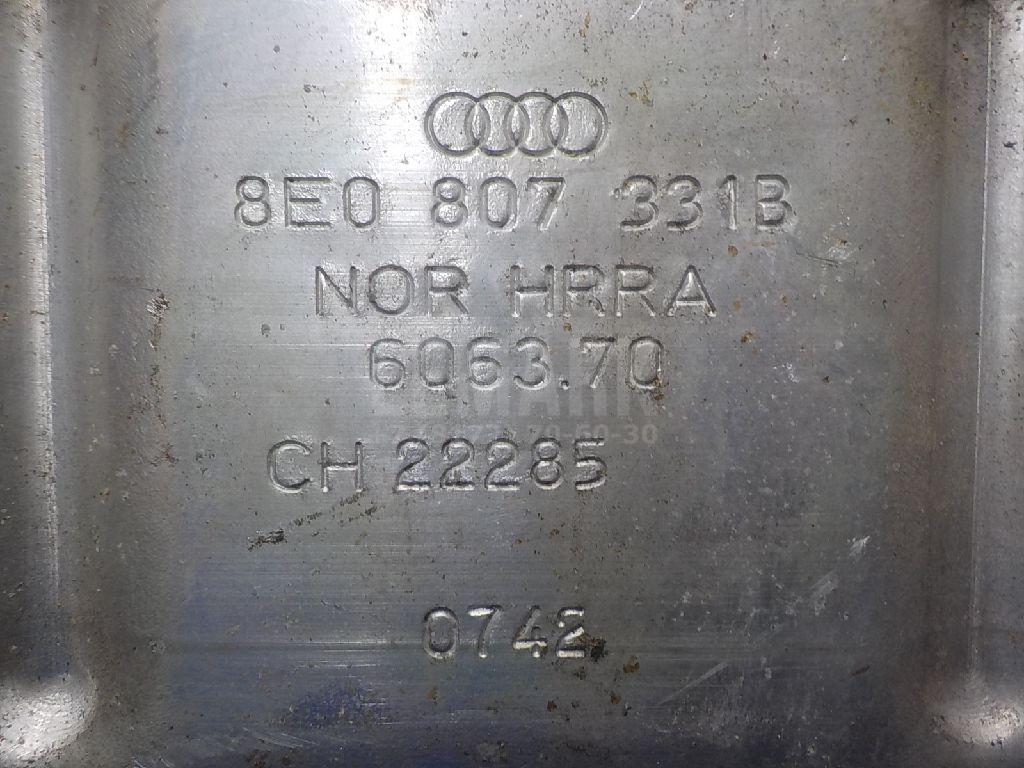 8E0 807 331B
NOR HRRA
6063.70
CH 22285
0742